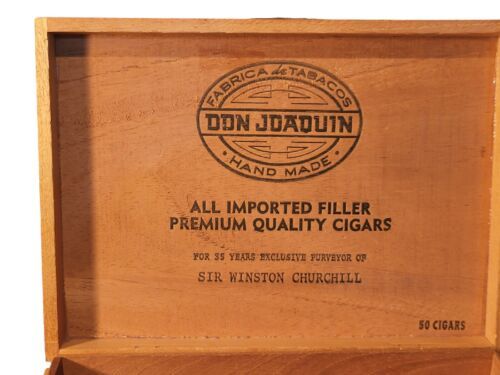 FABRICA de TABACOS
DON JOAQUIN
· HAND MADE ·
ALL IMPORTED FILLER
PREMIUM QUALITY CIGARS
FOR 35 YEARS EXCLUSIVE PURVEYOR OF
SIR WINSTON CHURCHILL
50 CIGARS